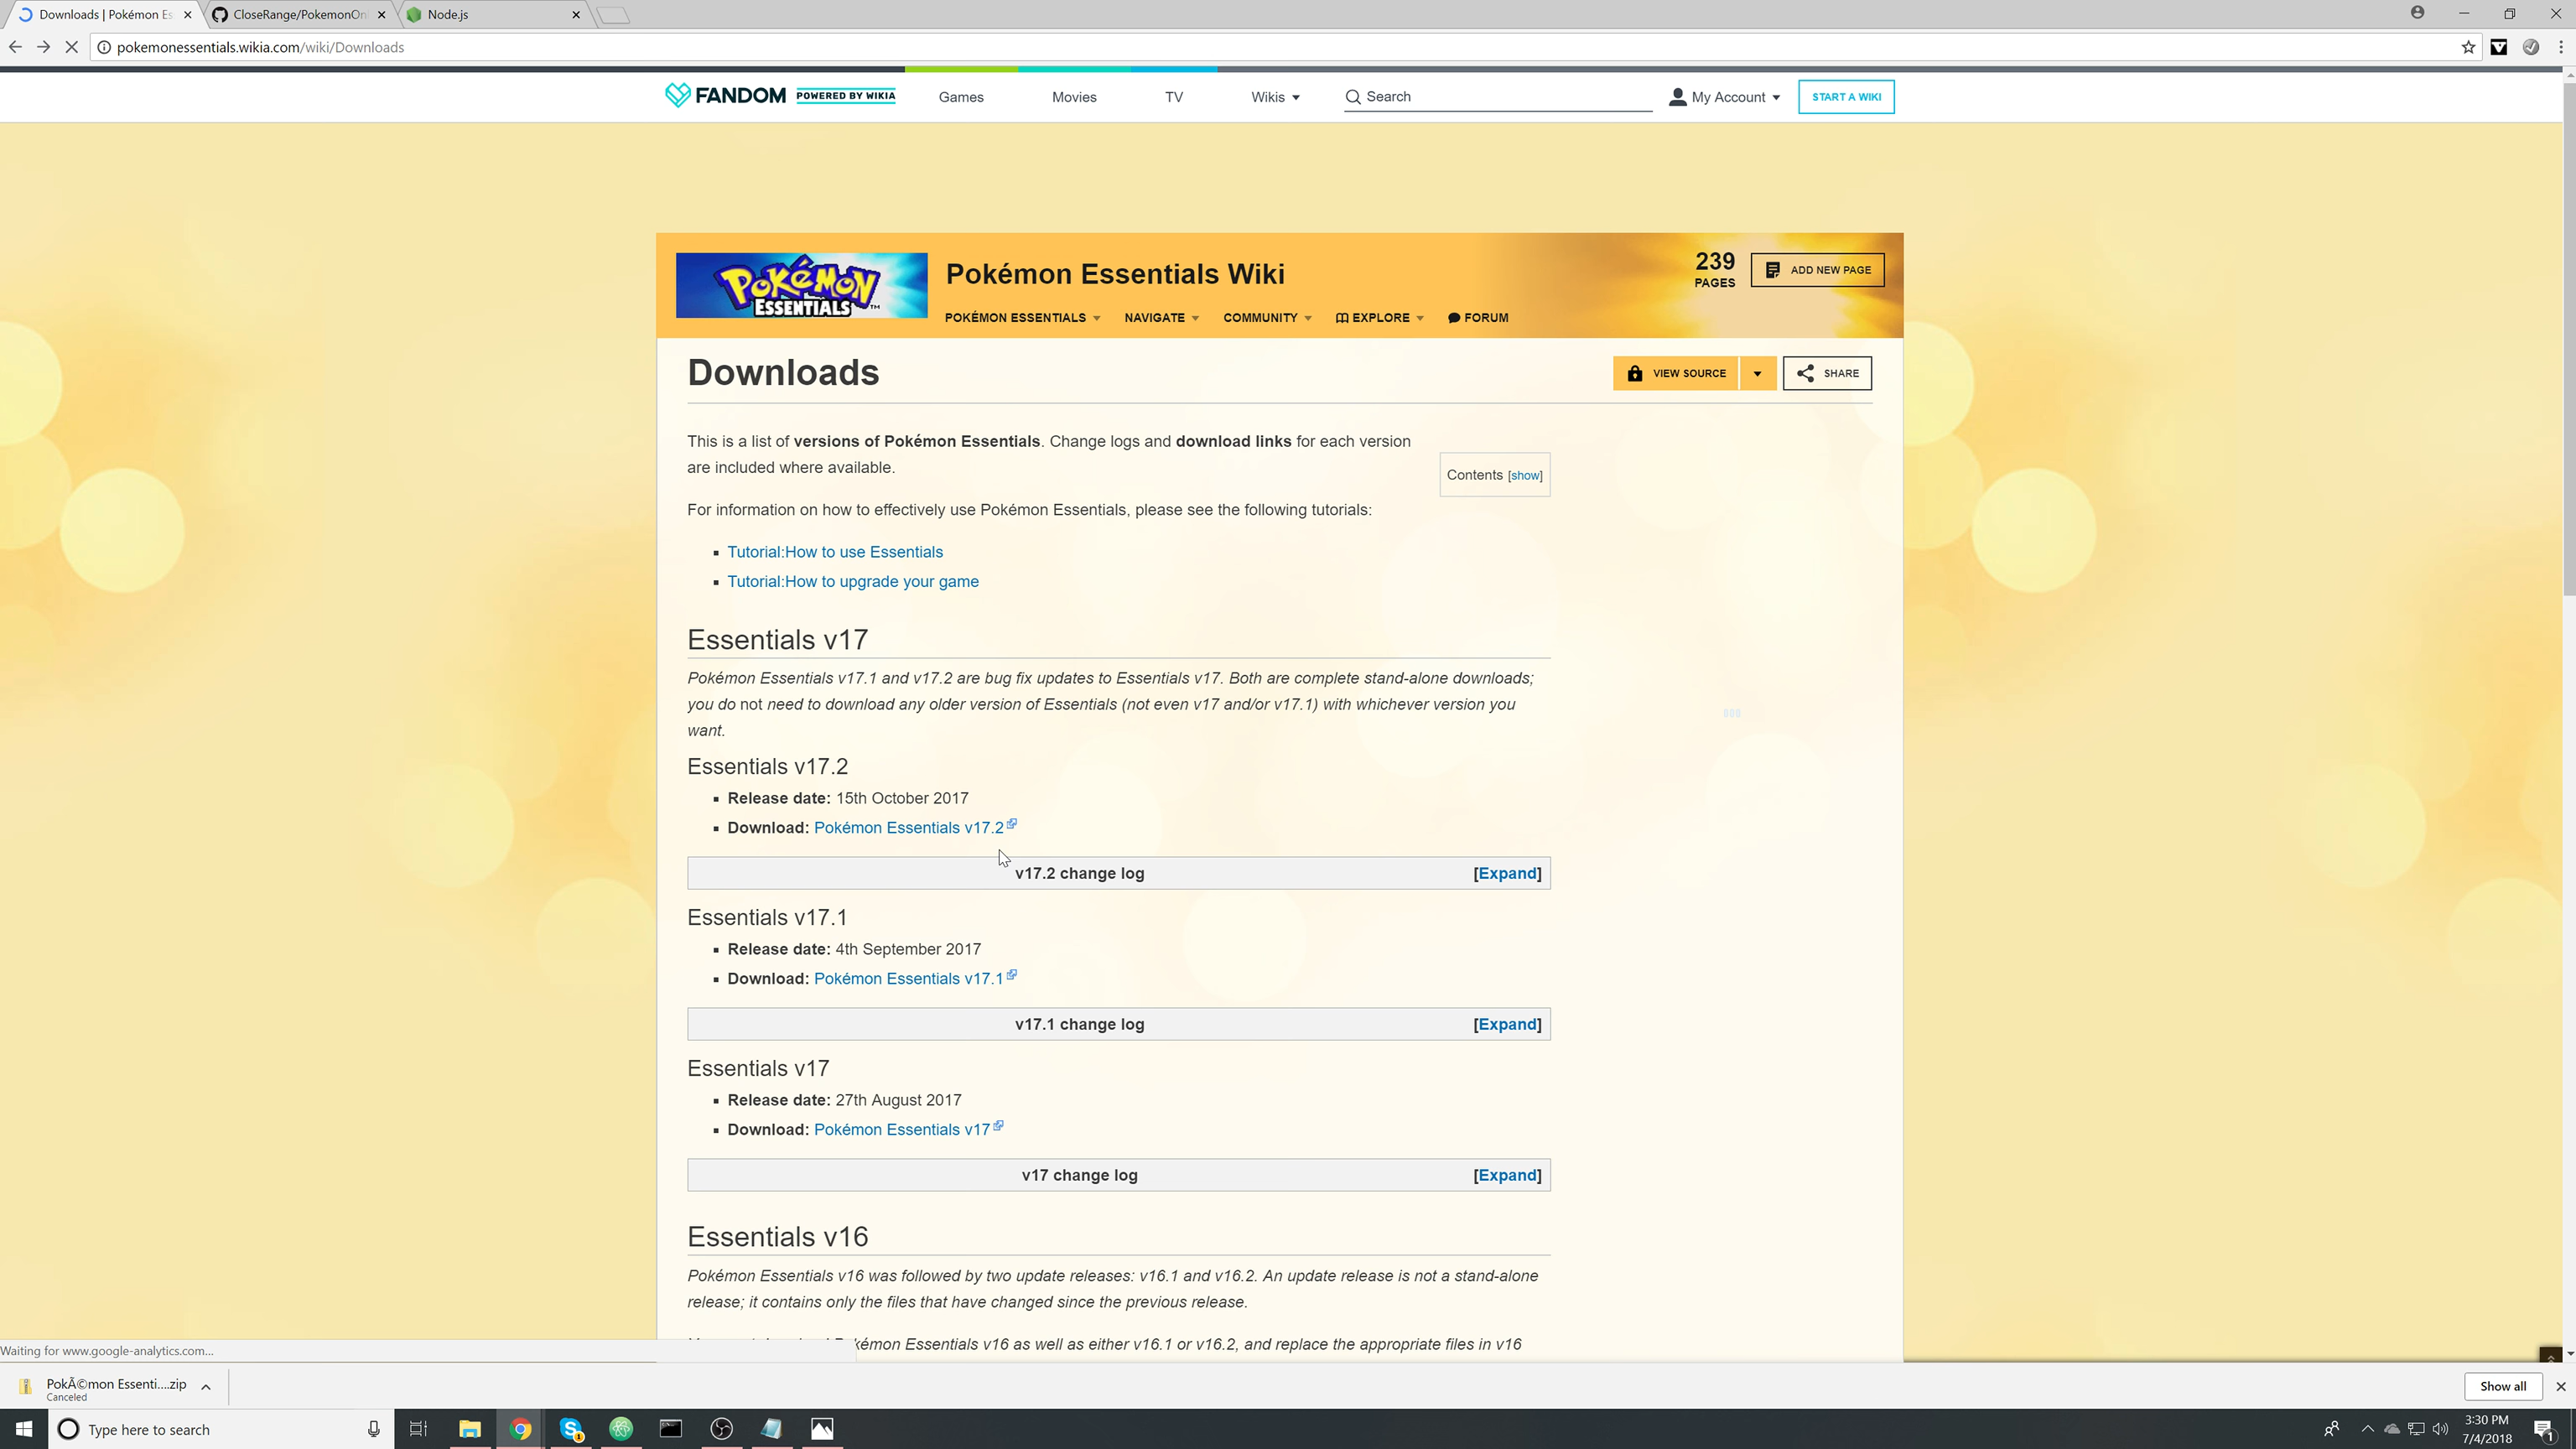 Downloads | Pokémon Es
CloseRange/PokemonOnl
Node.js
pokemonessentials.wikia.com/wiki/Downloads
FANDOM POWERED BY WIKIA
Games
Movies
TV
Wikis
Search
My Account
START A WIKI
POKÉMON ESSENTIALS TM
Pokémon Essentials Wiki
239
PAGES
ADD NEW PAGE
POKÉMON ESSENTIALS
NAVIGATE
COMMUNITY
EXPLORE
FORUM
Downloads
VIEW SOURCE
SHARE
This is a list of versions of Pokémon Essentials. Change logs and download links for each version
are included where available.
Contents [show]
For information on how to effectively use Pokémon Essentials, please see the following tutorials:
Tutorial:How to use Essentials
Tutorial:How to upgrade your game
Essentials v17
Pokémon Essentials v17.1 and v17.2 are bug fix updates to Essentials v17. Both are complete stand-alone downloads;
you do not need to download any older version of Essentials (not even v17 and/or v17.1) with whichever version you
want.
Essentials v17.2
Release date: 15th October 2017
Download: Pokémon Essentials v17.2
v17.2 change log [Expand]
Essentials v17.1
Release date: 4th September 2017
Download: Pokémon Essentials v17.1
v17.1 change log [Expand]
Essentials v17
Release date: 27th August 2017
Download: Pokémon Essentials v17
v17 change log [Expand]
Essentials v16
Pokémon Essentials v16 was followed by two update releases: v16.1 and v16.2. An update release is not a stand-alone
release; it contains only the files that have changed since the previous release.
kémon Essentials v16 as well as either v16.1 or v16.2, and replace the appropriate files in v16
Waiting for www.google-analytics.com...
PokÃ©mon Essenti....zip
Canceled
Show all
Type here to search
3:30 PM
7/4/2018
1